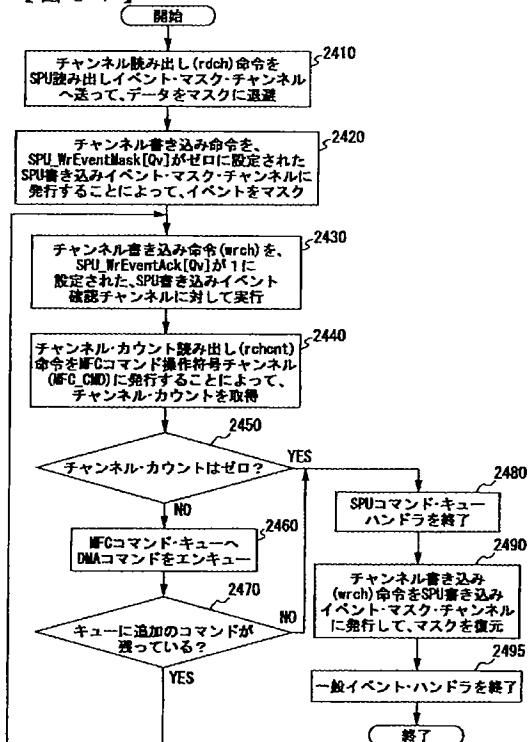 開始
2410
チャンネル読み出し(rdch)命令を
SPU読み出しイベント・マスク・チャンネル
へ送って、データをマスクに退避
2420
チャンネル書き込み命令を、
SPU_WrEventMask[Qv]がゼロに設定された
SPU書き込みイベント・マスク・チャンネルに
発行することによって、イベントをマスク
2430
チャンネル書き込み命令(wrch)を、
SPU_WrEventAck[Qv]が1に
設定された、SPU書き込みイベント
確認チャンネルに対して実行
2440
チャンネル・カウント読み出し(rchcnt)
命令をMFCコマンド操作符号チャンネル
(MFC_CMD)に発行することによって、
チャンネル・カウントを取得
2450
チャンネル・カウントはゼロ?
YES
NO
2460
MFCコマンド・キューへ
DMAコマンドをエンキュー
2470
キューに追加のコマンドが
残っている?
NO
YES
2480
SPUコマンド・キュー
ハンドラを終了
2490
チャンネル書き込み
(wrch)命令をSPU書き込み
イベント・マスク・チャンネル
に発行して、マスクを復元
2495
一般イベント・ハンドラを終了
終了